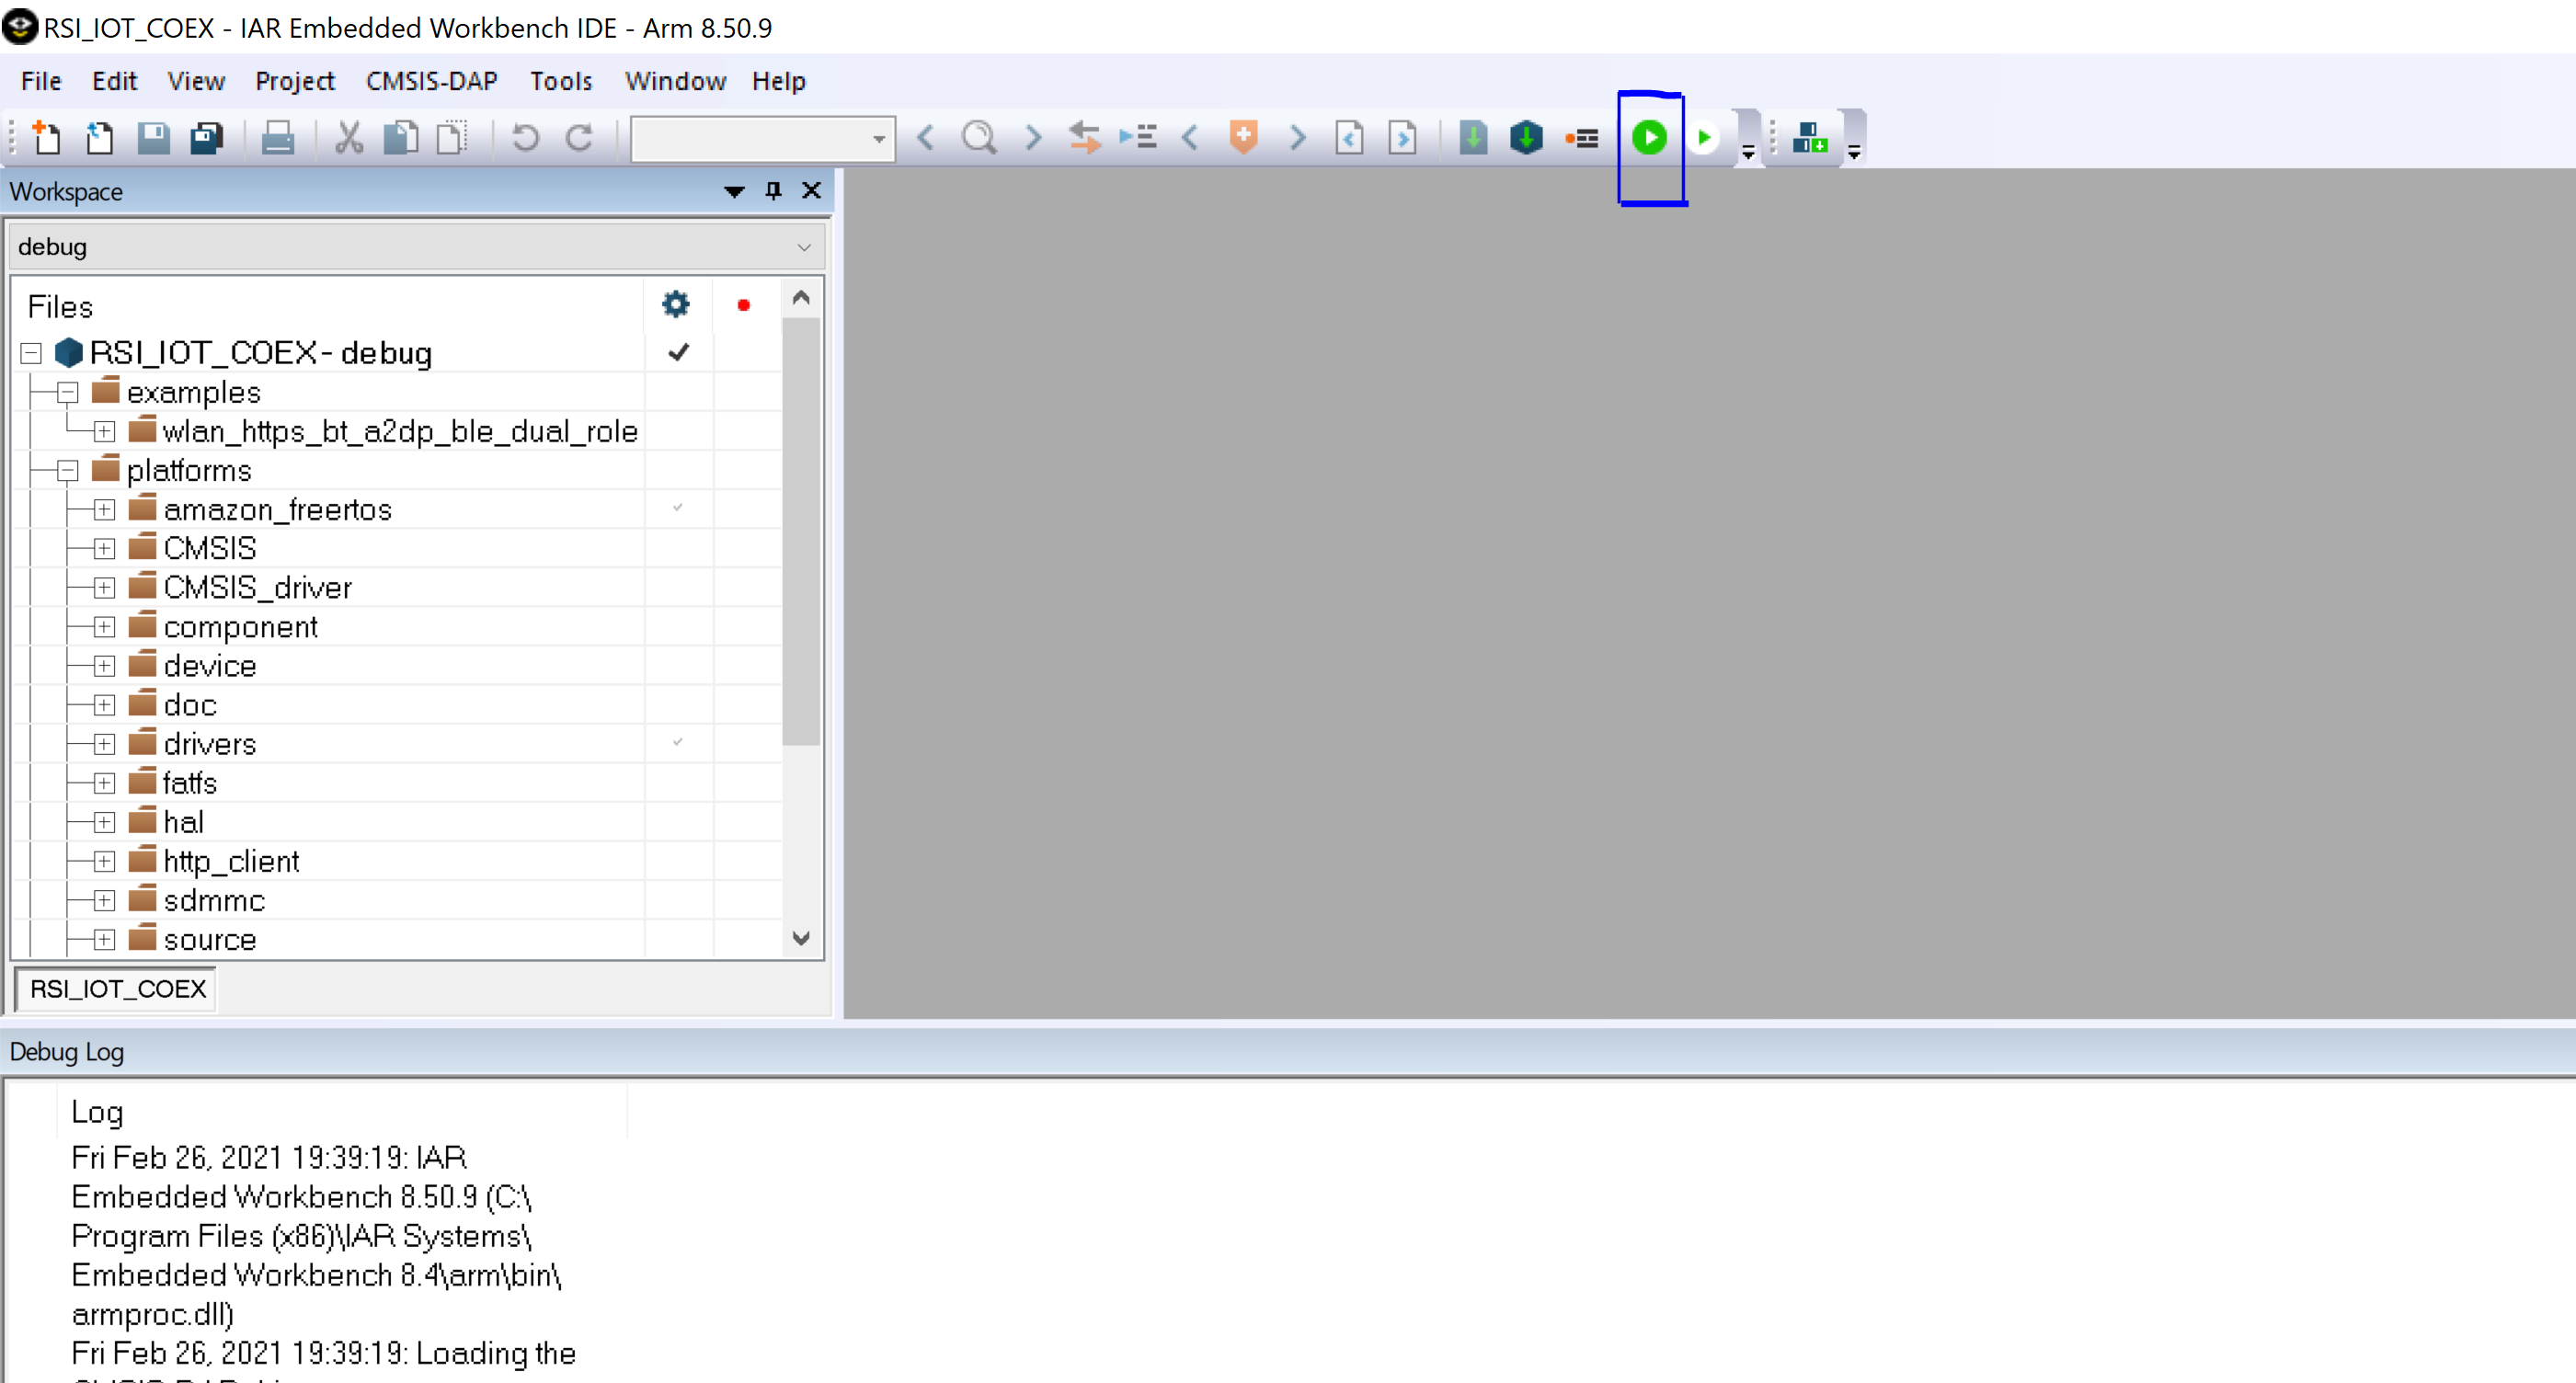 RSI_IOT_COEX - IAR Embedded Workbench IDE - Arm 8.50.9
File Edit View Project CMSIS-DAP Tools Window Help
Workspace
debug
Files
RSI_IOT_COEX - debug
examples
wlan_https_bt_a2dp_ble_dual_role
platforms
amazon_freertos
CMSIS
CMSIS_driver
component
device
doc
drivers
fatfs
hal
http_client
sdmmc
source
RSI_IOT_COEX
Debug Log
Log
Fri Feb 26, 2021 19:39:19: IAR
Embedded Workbench 8.50.9 (C:\
Program Files (x86)\IAR Systems\
Embedded Workbench 8.4\arm\bin\
armproc.dll)
Fri Feb 26, 2021 19:39:19: Loading the